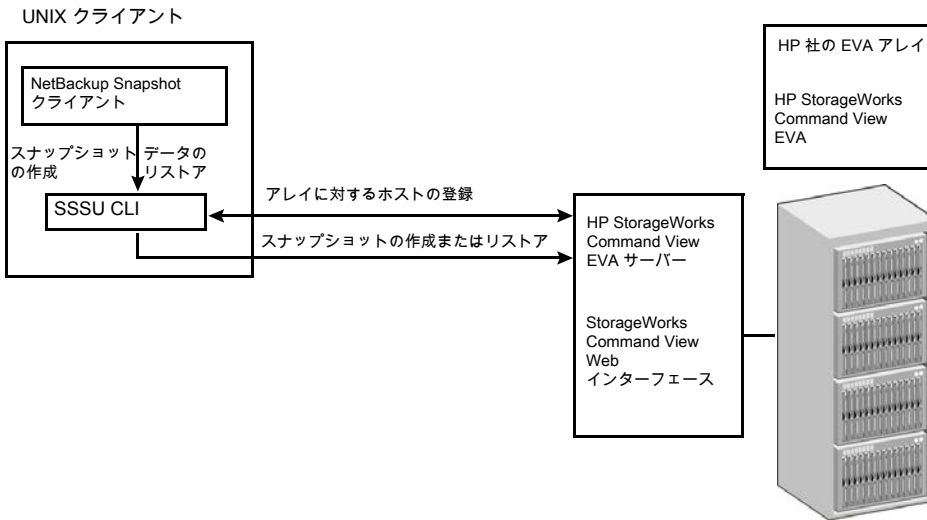 UNIX クライアント
NetBackup Snapshot
クライアント
スナップショット
の作成
データの
リストア
SSSU CLI
アレイに対するホストの登録
スナップショットの作成またはリストア
HP StorageWorks
Command View
EVA サーバー
StorageWorks
Command View
Web
インターフェース
HP 社の EVA アレイ
HP StorageWorks
Command View
EVA